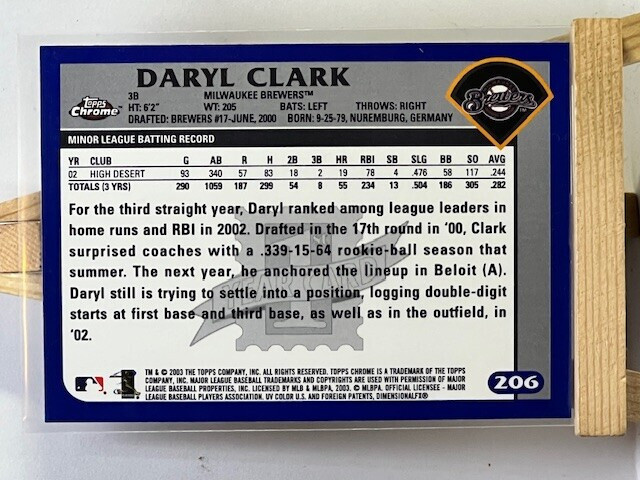 DARYL CLARK
topps
Chrome™
3B MILWAUKEE BREWERS™
HT: 6'2" WT: 205 BATS: LEFT THROWS: RIGHT
DRAFTED: BREWERS #17-JUNE, 2000 BORN: 9-25-79, NUREMBURG, GERMANY
Brewers
MINOR LEAGUE BATTING RECORD
YR CLUB G AB R H 2B 3B HR RBI SB SLG BB SO AVG
02 HIGH DESERT 93 340 57 83 18 2 19 78 4 .476 58 117 .244
TOTALS (3 YRS) 290 1059 187 299 54 8 55 234 13 .504 186 305 .282
For the third straight year, Daryl ranked among league leaders in
home runs and RBI in 2002. Drafted in the 17th round in '00, Clark
surprised coaches with a .339-15-64 rookie-ball season that
summer. The next year, he anchored the lineup in Beloit (A).
Daryl still is trying to settle into a position, logging double-digit
starts at first base and third base, as well as in the outfield, in
'02.
1ST YEAR CARD
TM & © 2003 THE TOPPS COMPANY, INC. ALL RIGHTS RESERVED. TOPPS CHROME IS A TRADEMARK OF THE TOPPS
COMPANY, INC. MAJOR LEAGUE BASEBALL TRADEMARKS AND COPYRIGHTS ARE USED WITH PERMISSION OF MAJOR
LEAGUE BASEBALL PROPERTIES, INC. LICENSED BY MLB & MLBPA, 2003. © MLBPA. OFFICIAL LICENSEE - MAJOR
LEAGUE BASEBALL PLAYERS ASSOCIATION. UV COLOR U.S. AND FOREIGN PATENTS, DIMENSIONALFX®
206